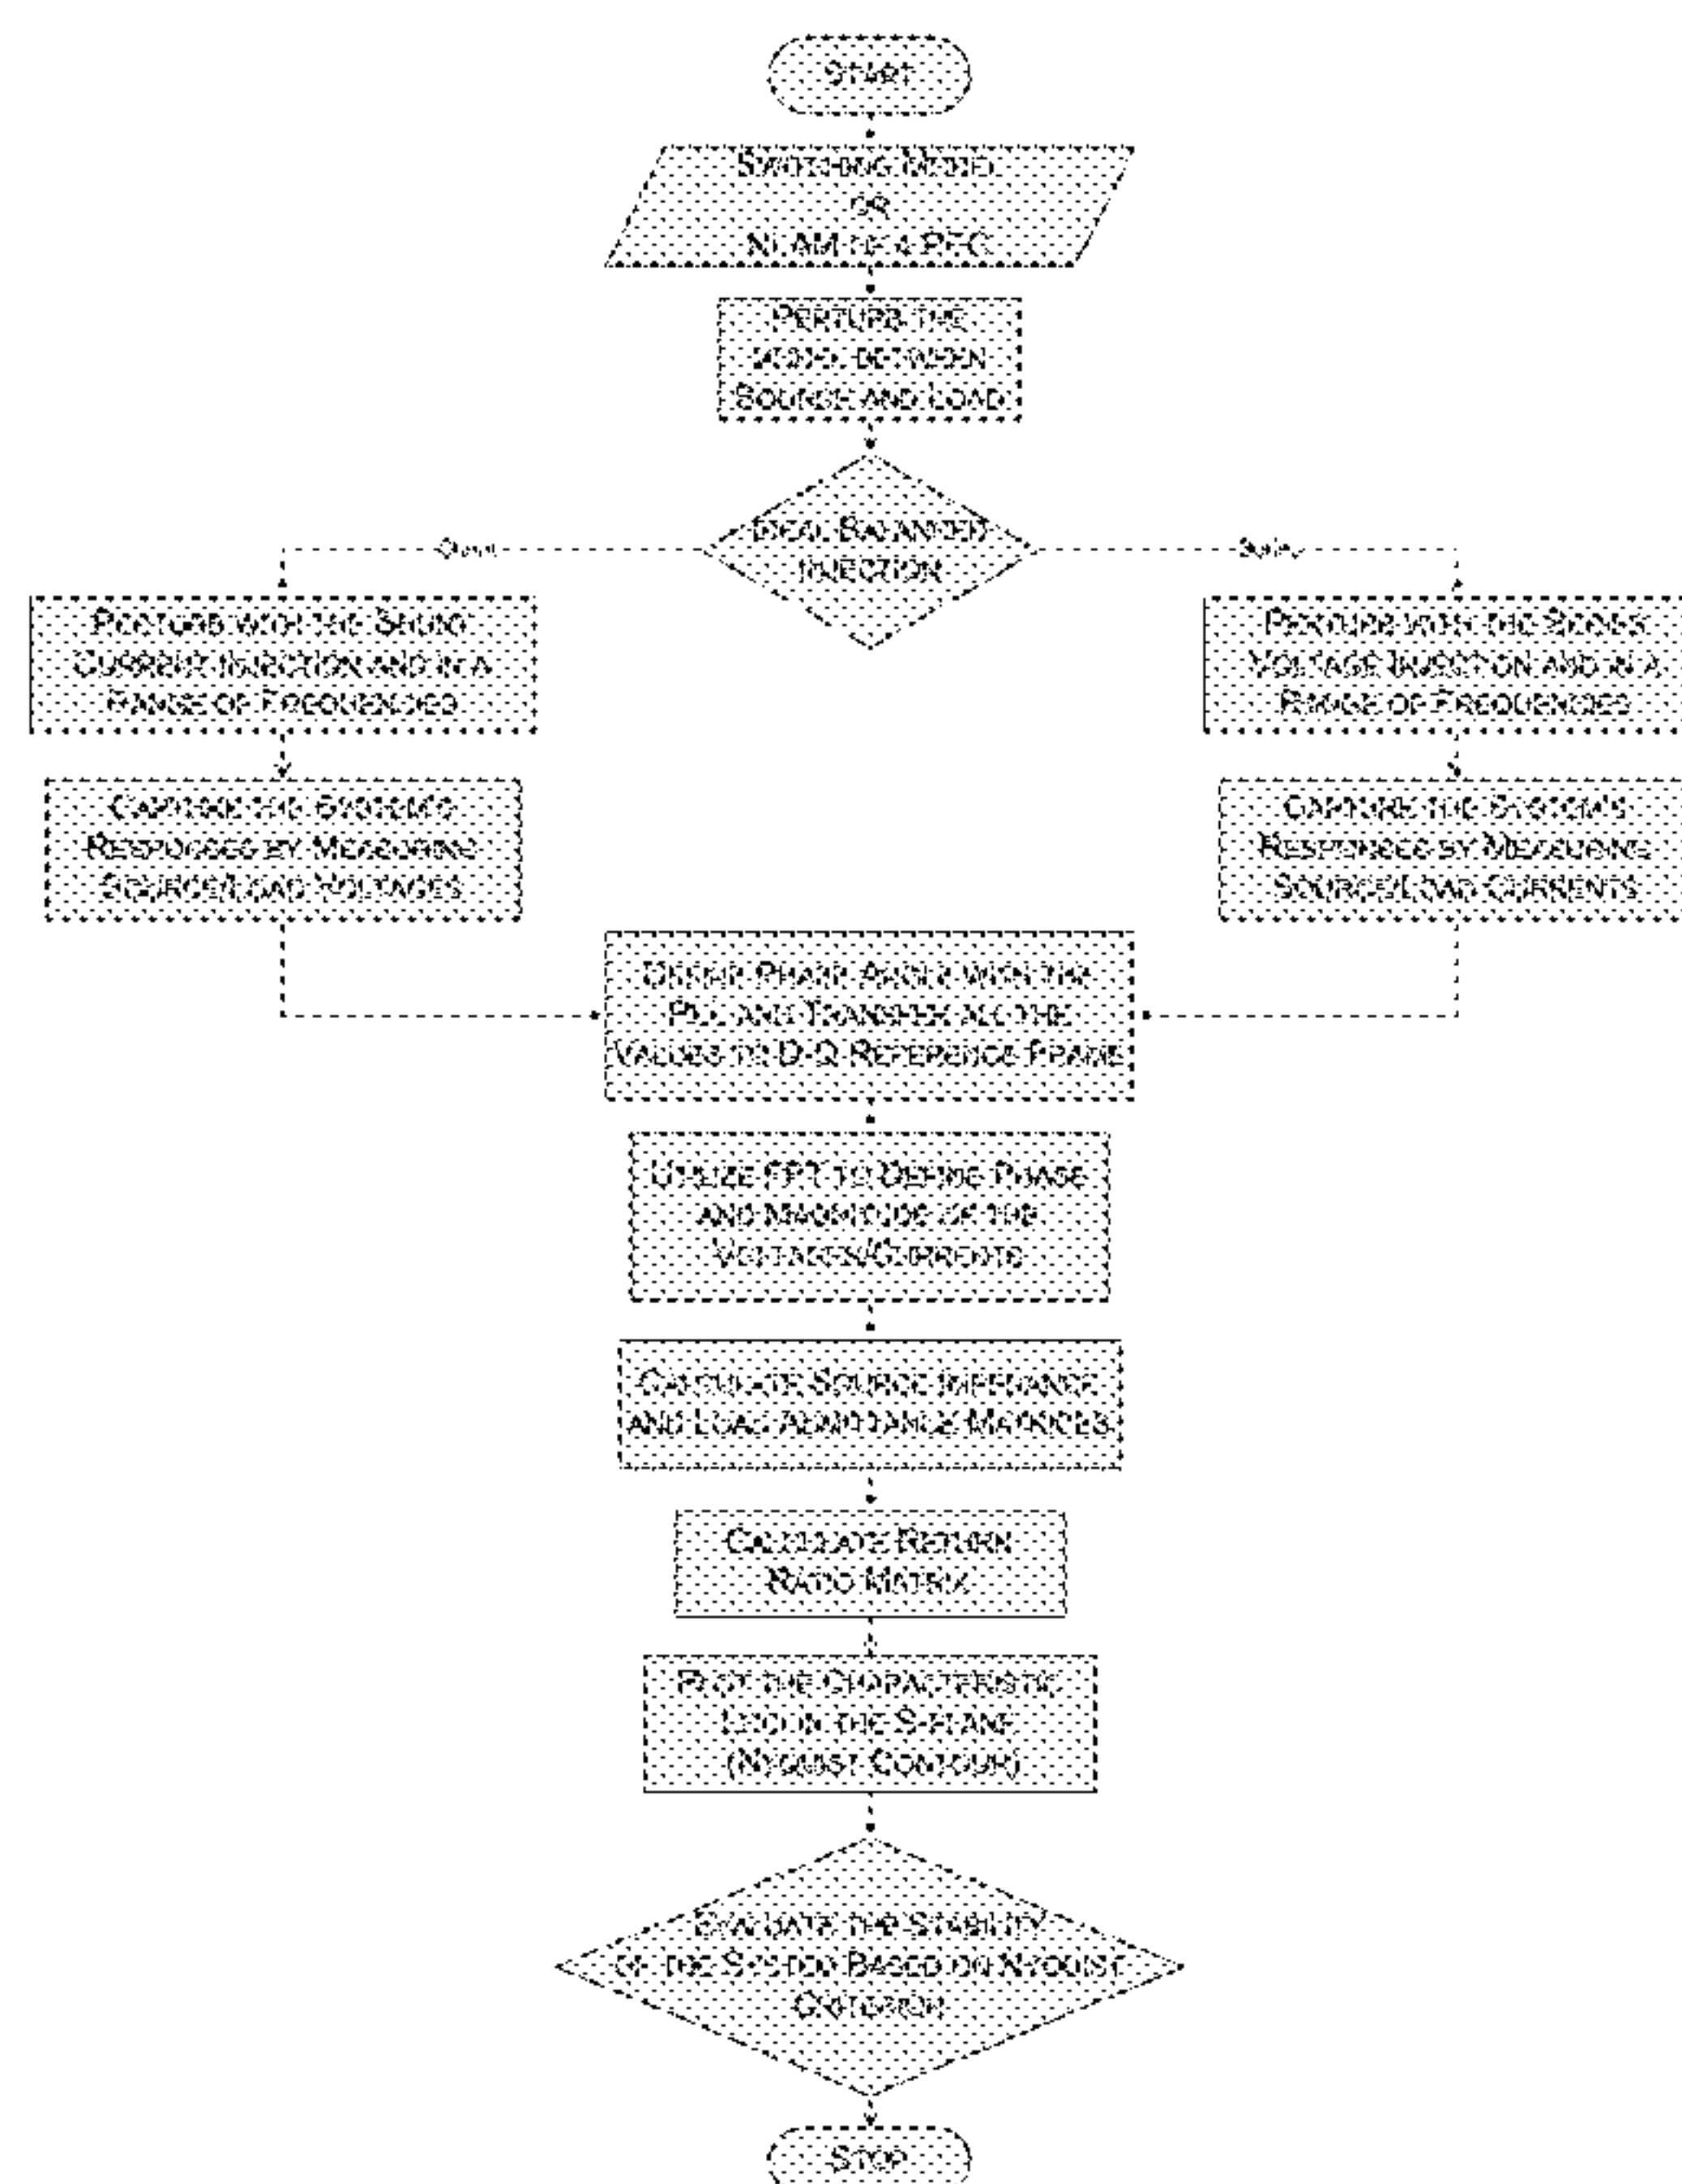 START
SWITCHING MODEL
OR
NLAM OF A PEC
PERTURB THE
MODEL BETWEEN
SOURCE AND LOAD
IDEAL BALANCED
INJECTION
Shunt
Series
PERTURB WITH THE SHUNT
CURRENT INJECTION AND IN A
RANGE OF FREQUENCIES
PERTURB WITH THE SERIES
VOLTAGE INJECTION AND IN A
RANGE OF FREQUENCIES
CAPTURE THE SYSTEM'S
RESPONSES BY MEASURING
SOURCE/LOAD VOLTAGES
CAPTURE THE SYSTEM'S
RESPONSES BY MEASURING
SOURCE/LOAD CURRENTS
DEFINE PHASE ANGLE WITH THE
PLL AND TRANSFER ALL THE
VALUES TO D-Q REFERENCE FRAME
UTILIZE FFT TO DEFINE PHASE
AND MAGNITUDE OF THE
VOLTAGES/CURRENTS
CALCULATE SOURCE IMPEDANCE
AND LOAD ADMITTANCE MATRICES
CALCULATE RETURN
RATIO MATRIX
PLOT THE CHARACTERISTIC
LOCI IN THE S-PLANE
(NYQUIST CONTOUR)
EVALUATE THE STABILITY
OF THE SYSTEM BASED ON NYQUIST
CRITERION
STOP